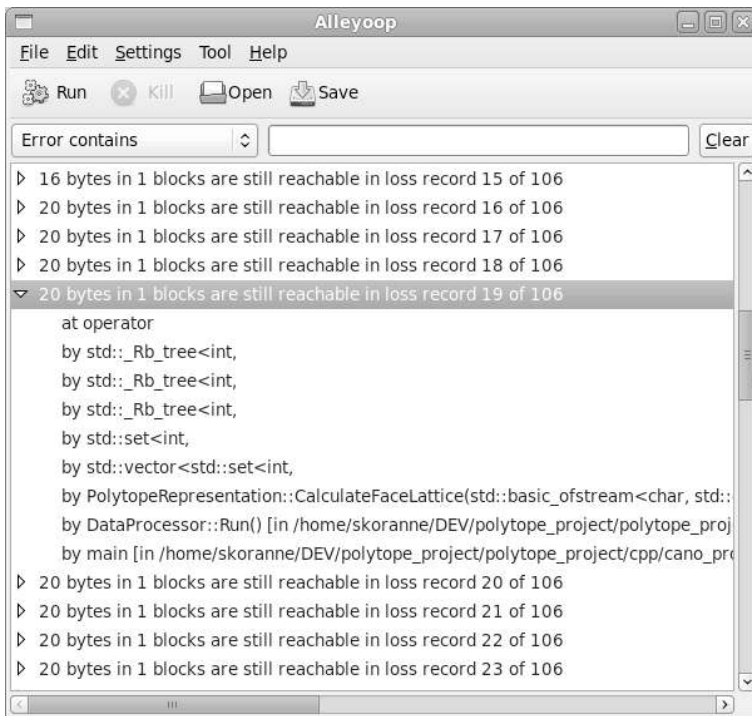 Alleyoop
File Edit Settings Tool Help
Run Kill Open Save
Error contains Clear
16 bytes in 1 blocks are still reachable in loss record 15 of 106
20 bytes in 1 blocks are still reachable in loss record 16 of 106
20 bytes in 1 blocks are still reachable in loss record 17 of 106
20 bytes in 1 blocks are still reachable in loss record 18 of 106
20 bytes in 1 blocks are still reachable in loss record 19 of 106
at operator
by std::_Rb_tree<int,
by std::_Rb_tree<int,
by std::_Rb_tree<int,
by std::set<int,
by std::vector<std::set<int,
by PolytopeRepresentation::CalculateFaceLattice(std::basic_ofstream<char, std::
by DataProcessor::Run() [in /home/skoranne/DEV/polytope_project/polytope_proj
by main [in /home/skoranne/DEV/polytope_project/polytope_project/cpp/cano_pro
20 bytes in 1 blocks are still reachable in loss record 20 of 106
20 bytes in 1 blocks are still reachable in loss record 21 of 106
20 bytes in 1 blocks are still reachable in loss record 22 of 106
20 bytes in 1 blocks are still reachable in loss record 23 of 106